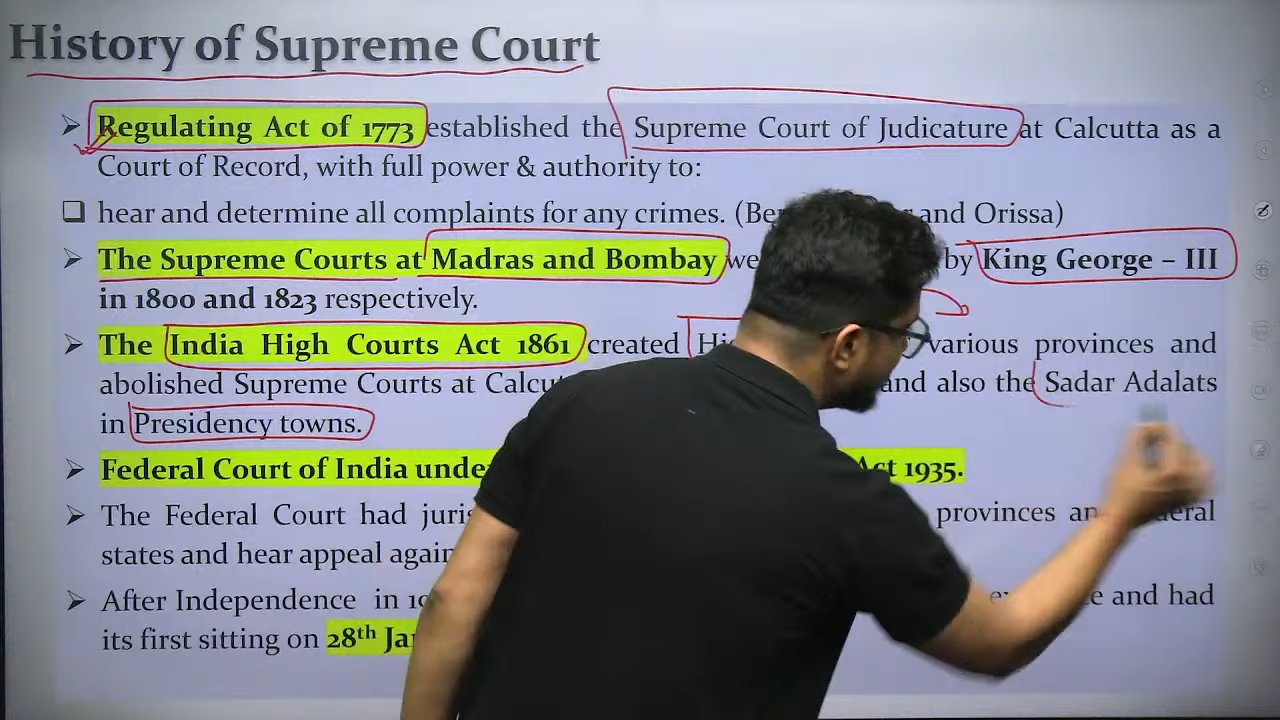 History of Supreme Court
Regulating Act of 1773 established the Supreme Court of Judicature at Calcutta as a
Court of Record, with full power & authority to:
hear and determine all complaints for any crimes. (Be and Orissa)
The Supreme Courts at Madras and Bombay we by King George – III
in 1800 and 1823 respectively.
The India High Courts Act 1861 created Hi various provinces and
abolished Supreme Courts at Calcu and also the Sadar Adalats
in Presidency towns.
Federal Court of India unde Act 1935.
The Federal Court had juris provinces an deral
states and hear appeal again
After Independence in 19 e and had
its first sitting on 28th Ja